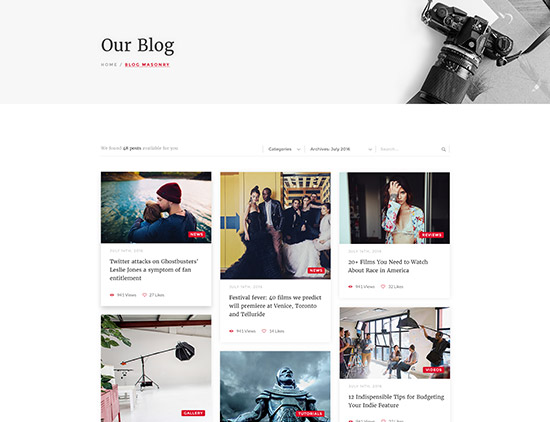 Our Blog
HOME / BLOG MASONRY
We found 48 posts available for you
Categories
Archives: July 2016
Search...
NEWS
JULY 14TH, 2016
Twitter attacks on Ghostbusters'
Leslie Jones a symptom of fan
entitlement
941 Views 27 Likes
GALLERY
NEWS
JULY 14TH, 2016
Festival fever: 40 films we predict
will premiere at Venice, Toronto
and Telluride
941 Views 34 Likes
TUTORIALS
REVIEWS
JULY 14TH, 2016
20+ Films You Need to Watch
About Race in America
941 Views 32 Likes
VIDEOS
JULY 14TH, 2016
12 Indispensible Tips for Budgeting
Your Indie Feature